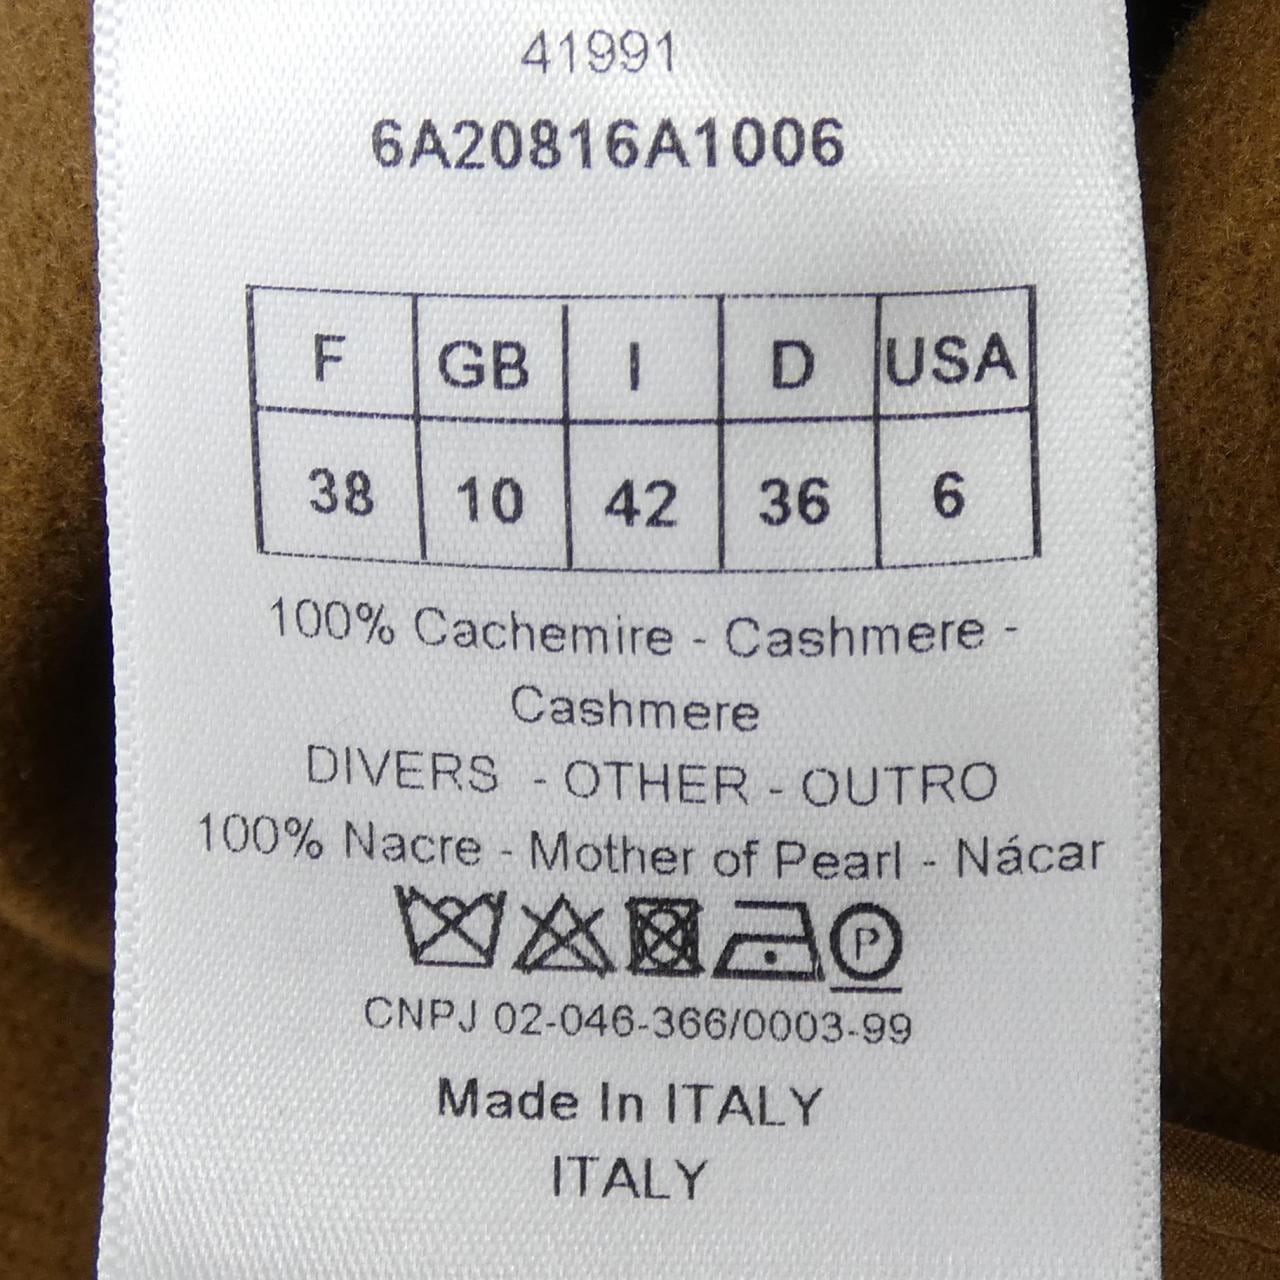 41991
6A20816A1006
F GB I D USA
38 10 42 36 6
100% Cachemire - Cashmere -
Cashmere
DIVERS - OTHER - OUTRO
100% Nacre - Mother of Pearl - Nácar
P
CNPJ 02-046-366/0003-99
Made In ITALY
ITALY